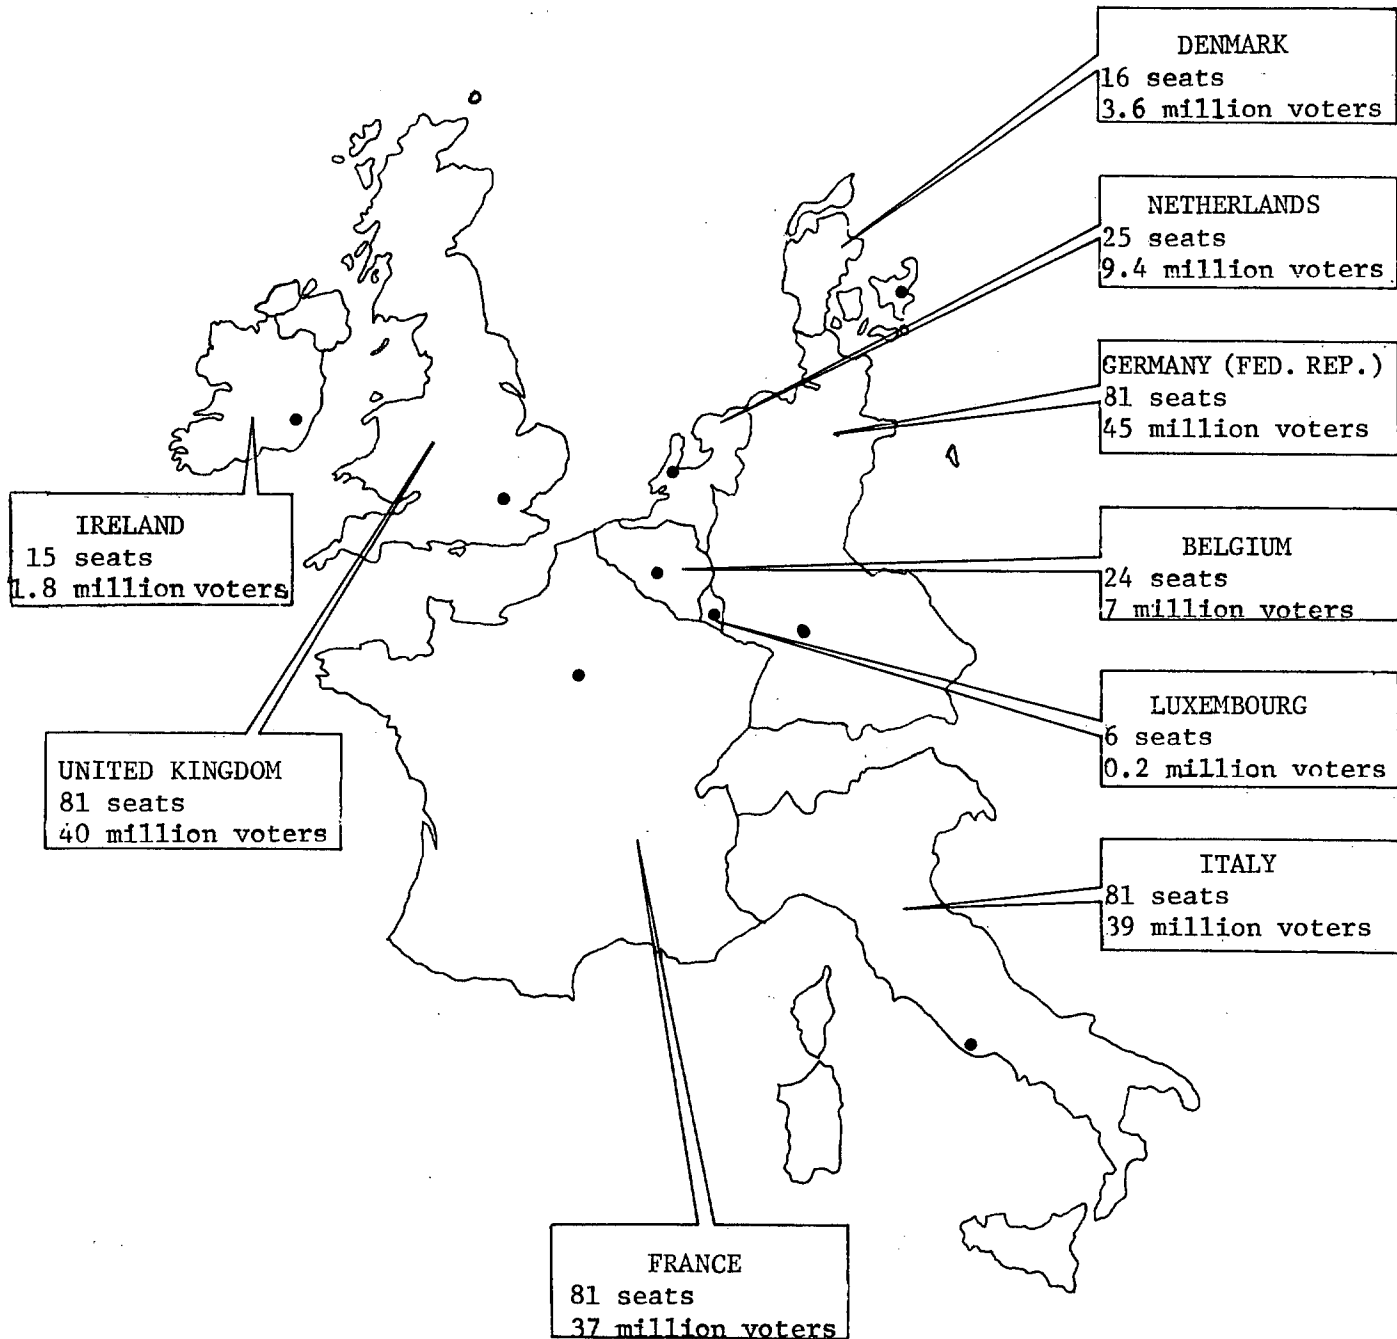 DENMARK
16 seats
3.6 million voters
NETHERLANDS
25 seats
9.4 million voters
GERMANY (FED. REP.)
81 seats
45 million voters
IRELAND
15 seats
1.8 million voters
BELGIUM
24 seats
7 million voters
LUXEMBOURG
6 seats
0.2 million voters
UNITED KINGDOM
81 seats
40 million voters
ITALY
81 seats
39 million voters
FRANCE
81 seats
37 million voters